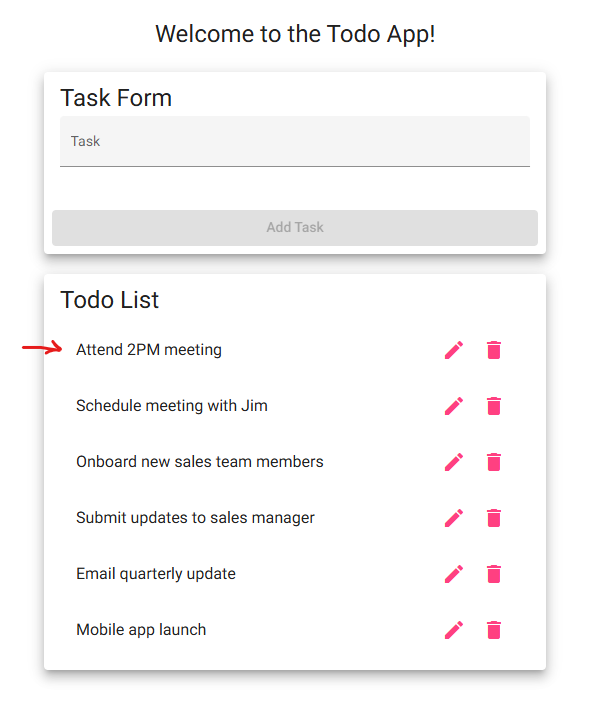 Welcome to the Todo App!
Task Form
Task
Add Task
Todo List
Attend 2PM meeting
Schedule meeting with Jim
Onboard new sales team members
Submit updates to sales manager
Email quarterly update
Mobile app launch